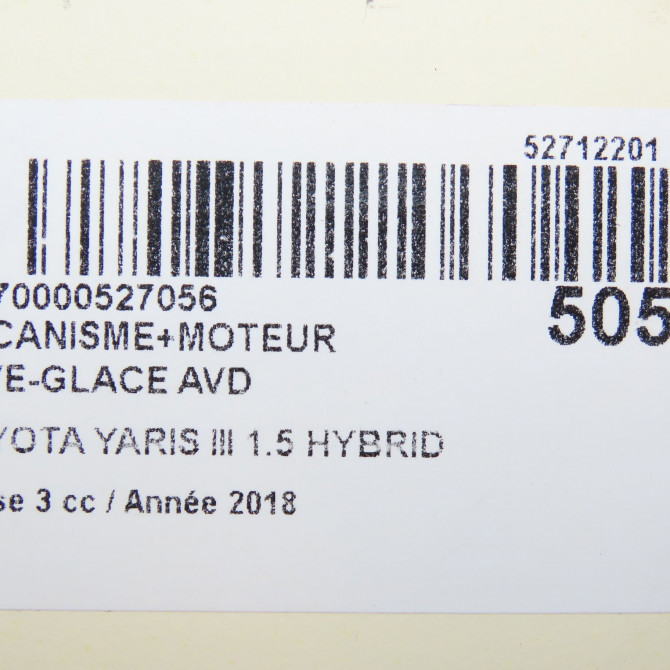 52712201
70000527056
505
CANISME+MOTEUR
VE-GLACE AVD
YOTA YARIS III 1.5 HYBRID
se 3 cc / Année 2018